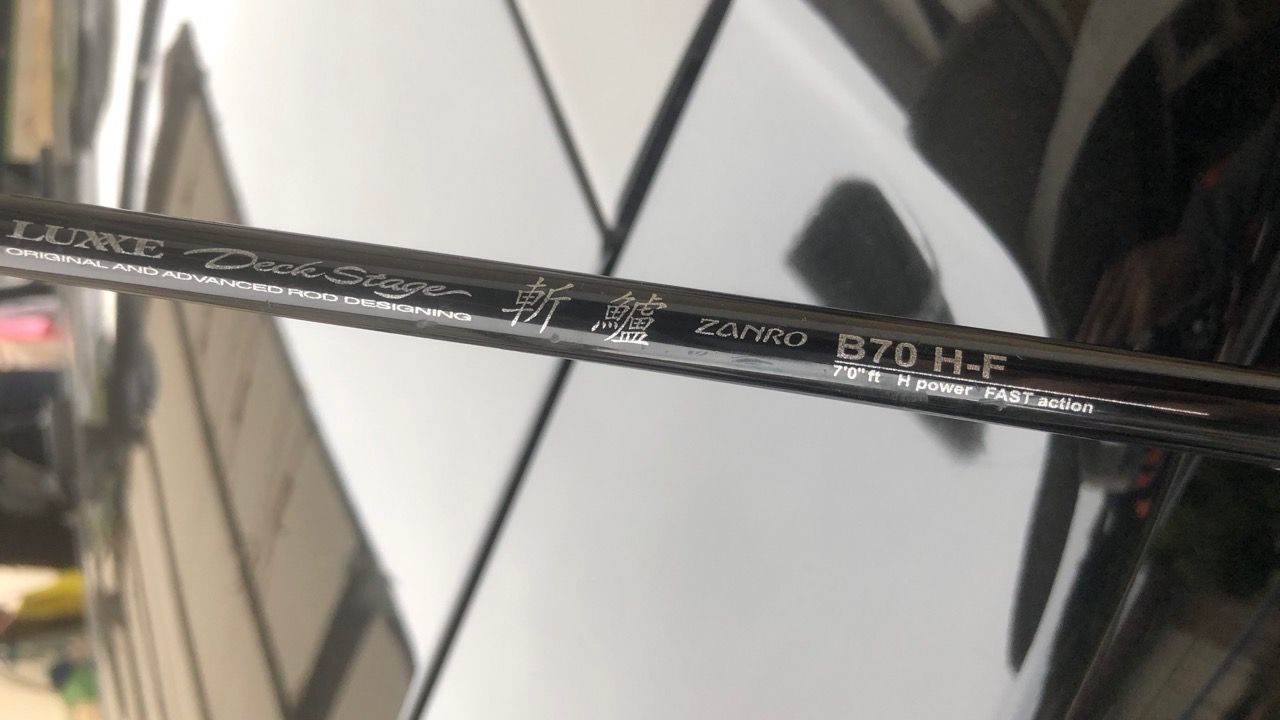 LUXXE Deck Stage 斬鱸 ZANRO B70 H-F
ORIGINAL AND ADVANCED ROD DESIGNING
7'0"ft H power FAST action